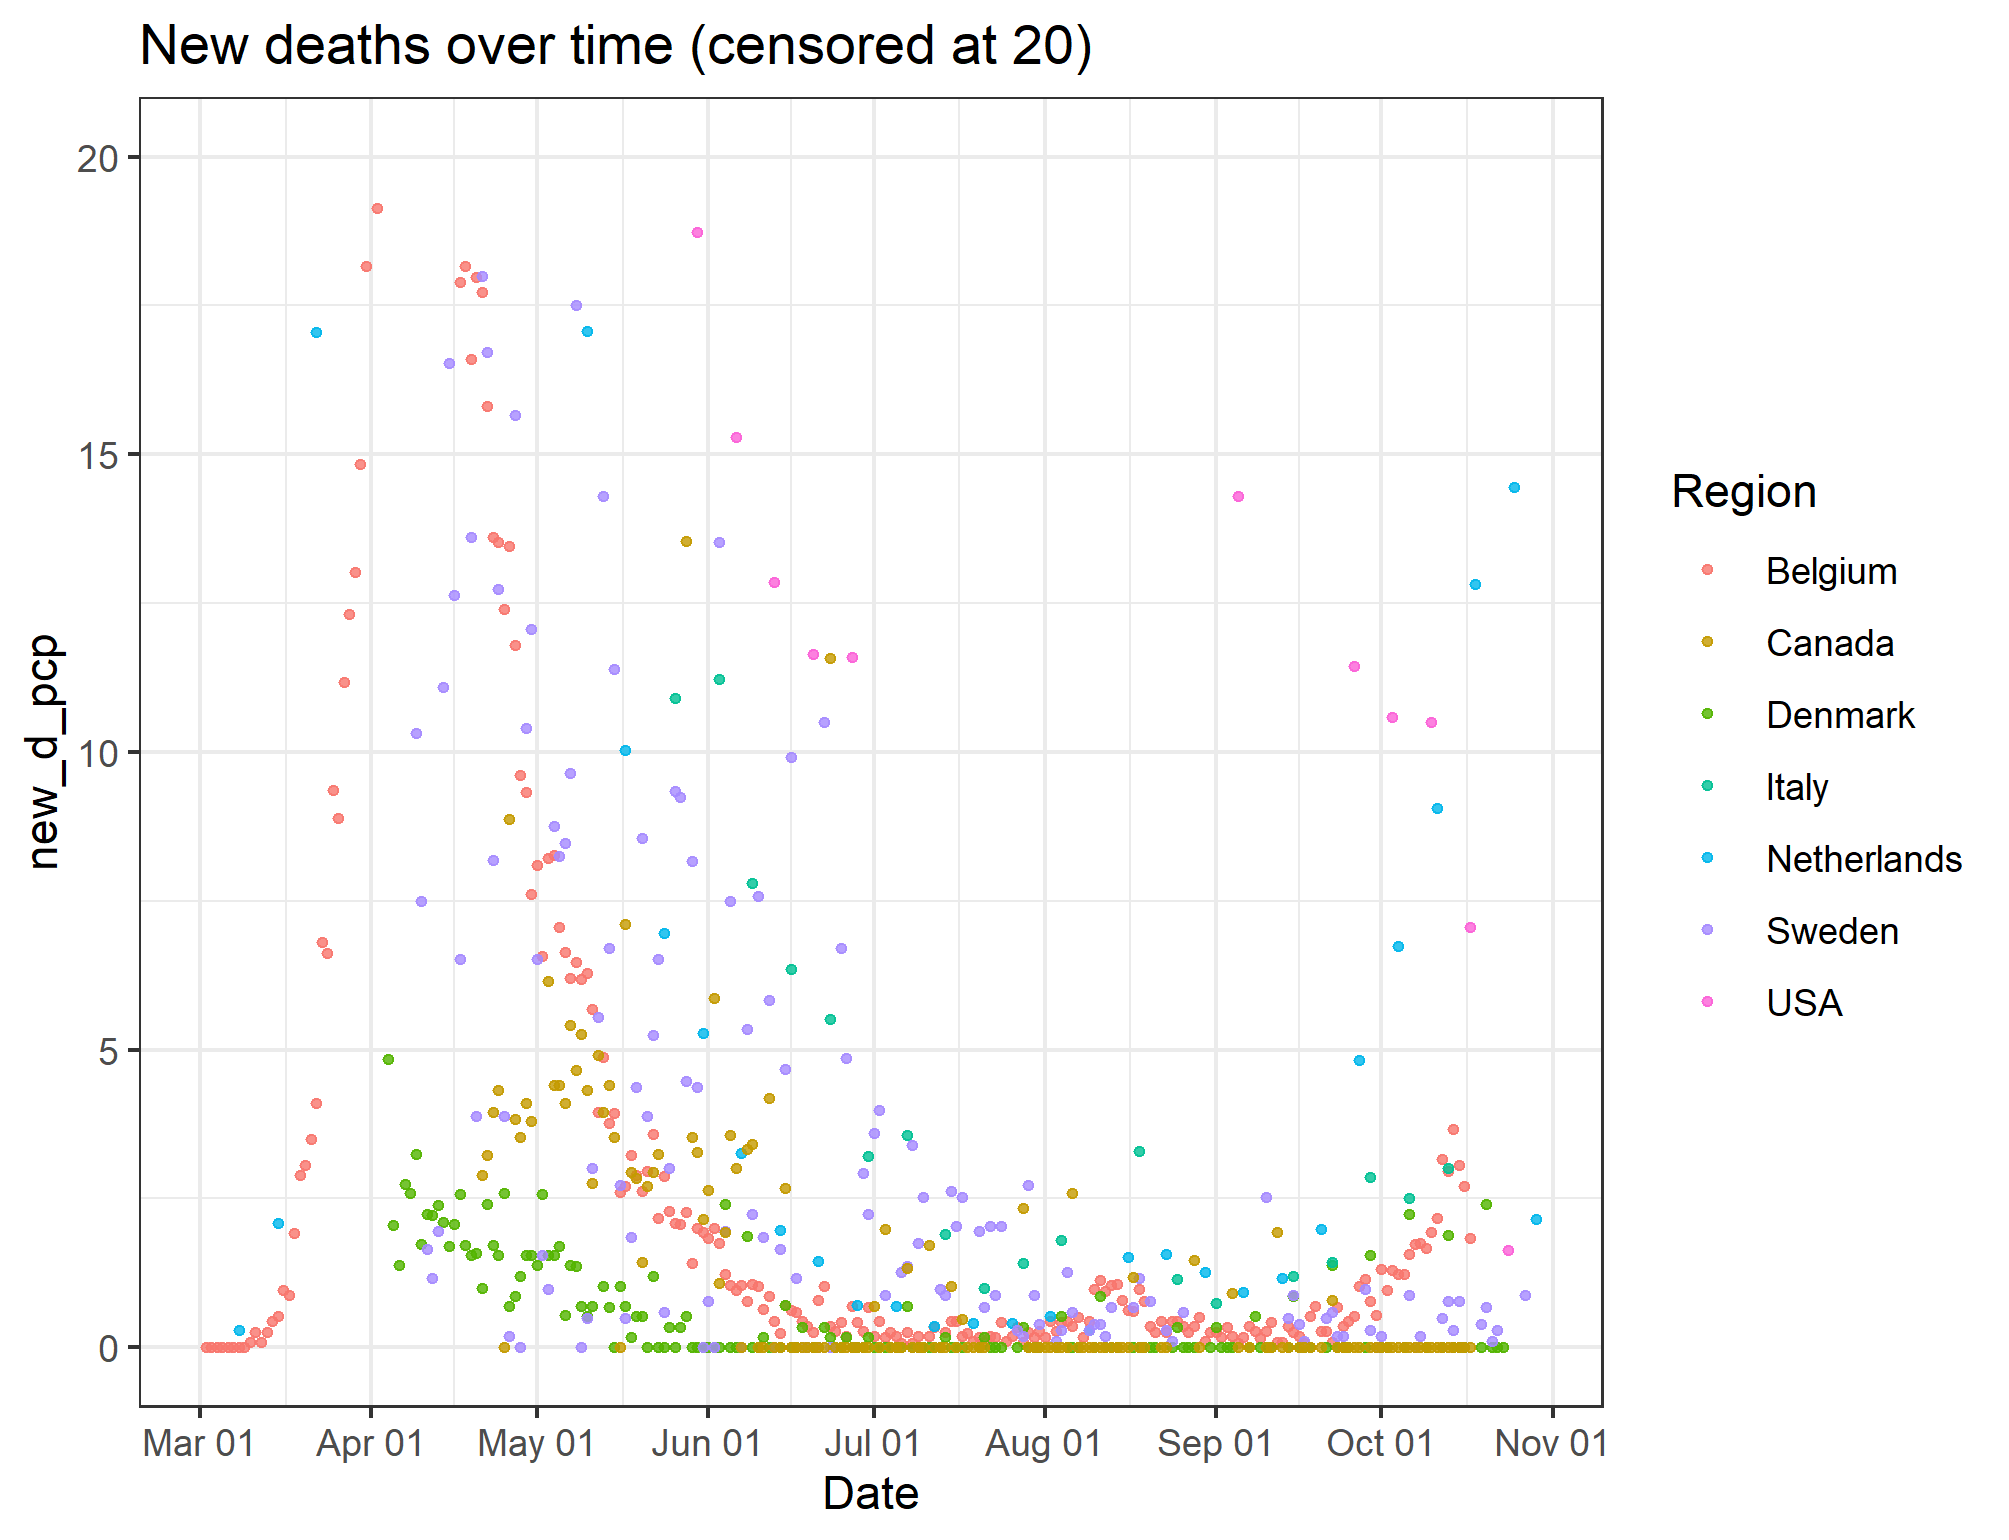 New deaths over time (censored at 20)
20
15
10
5
0
new_d_pcp
Mar 01 Apr 01 May 01 Jun 01 Jul 01 Aug 01 Sep 01 Oct 01 Nov 01
Date
Region
Belgium
Canada
Denmark
Italy
Netherlands
Sweden
USA